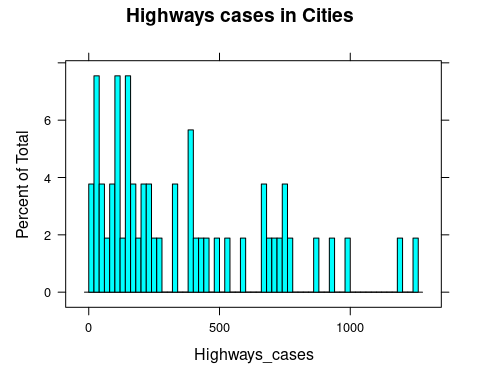 Highways cases in Cities
Percent of Total
6
4
2
0
0 500 1000
Highways_cases